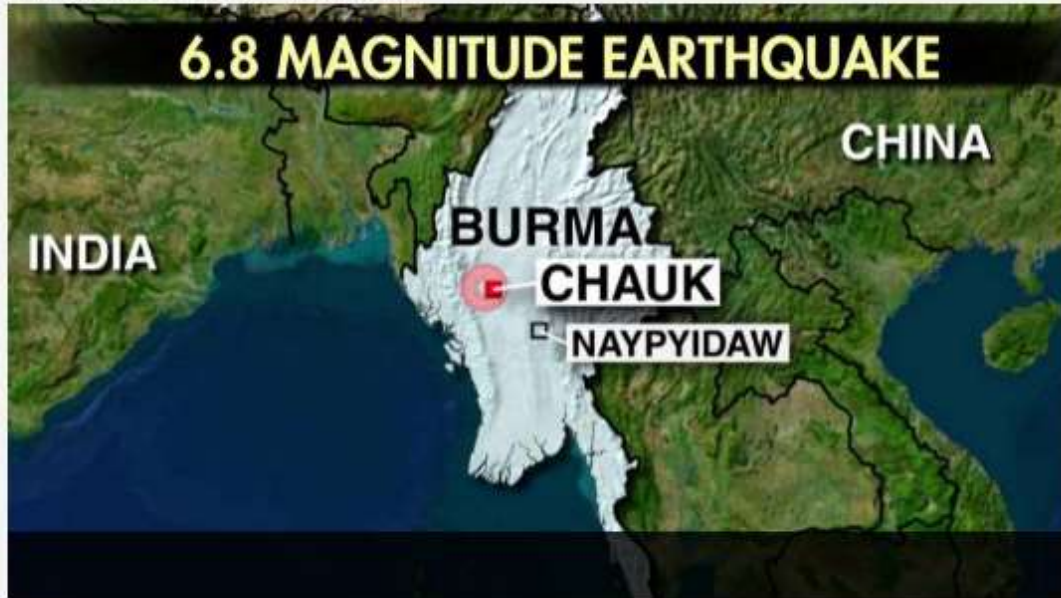 6.8 MAGNITUDE EARTHQUAKE
CHINA
BURMA
INDIA
CHAUK
NAYPYIDAW